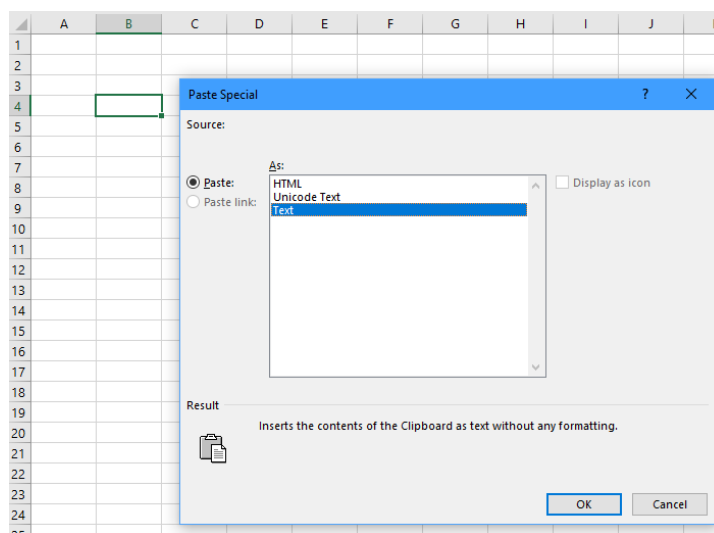 A B C D E F G H I J
1
2
3
Paste Special ? ×
4
5
Source:
6
7
As:
8
Paste:
HTML
Display as icon
Unicode Text
9
Paste link:
Text
10
11
12
13
14
15
16
17
18
19
Result
20
Inserts the contents of the Clipboard as text without any formatting.
21
22
23
24
OK Cancel